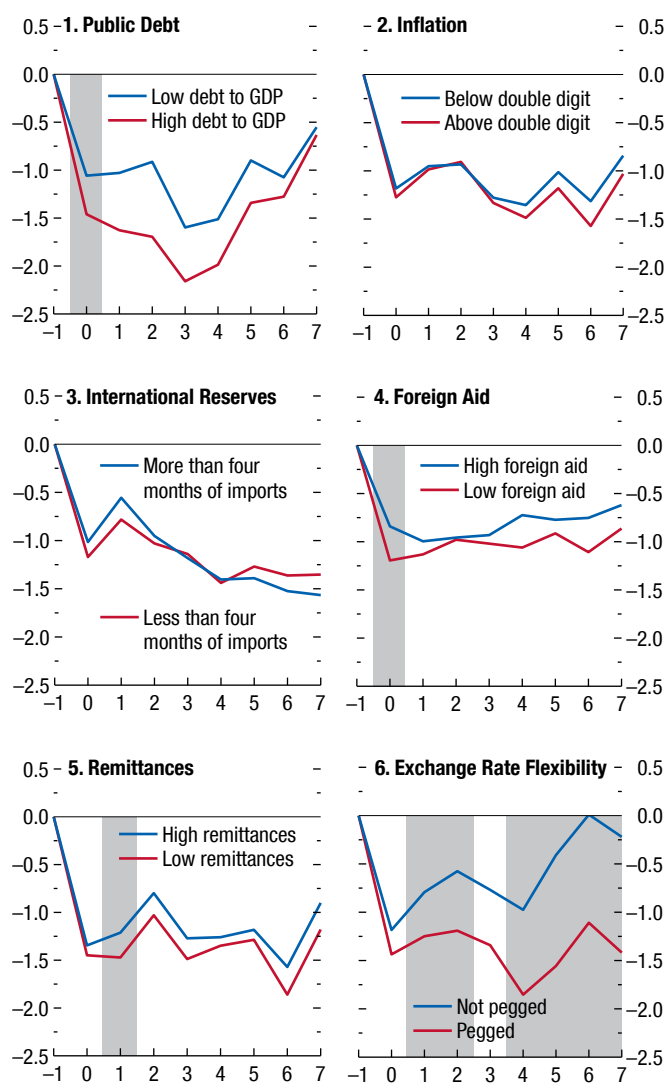 1. Public Debt
0.5
0.0
–0.5
–1.0
–1.5
–2.0
–2.5
Low debt to GDP
High debt to GDP
–1 0 1 2 3 4 5 6 7
2. Inflation
0.5
0.0
–0.5
–1.0
–1.5
–2.0
–2.5
Below double digit
Above double digit
–1 0 1 2 3 4 5 6 7
3. International Reserves
0.5
0.0
–0.5
–1.0
–1.5
–2.0
–2.5
More than four
months of imports
Less than four
months of imports
–1 0 1 2 3 4 5 6 7
4. Foreign Aid
0.5
0.0
–0.5
–1.0
–1.5
–2.0
–2.5
High foreign aid
Low foreign aid
–1 0 1 2 3 4 5 6 7
5. Remittances
0.5
0.0
–0.5
–1.0
–1.5
–2.0
–2.5
High remittances
Low remittances
–1 0 1 2 3 4 5 6 7
6. Exchange Rate Flexibility
0.5
0.0
–0.5
–1.0
–1.5
–2.0
–2.5
Not pegged
Pegged
–1 0 1 2 3 4 5 6 7